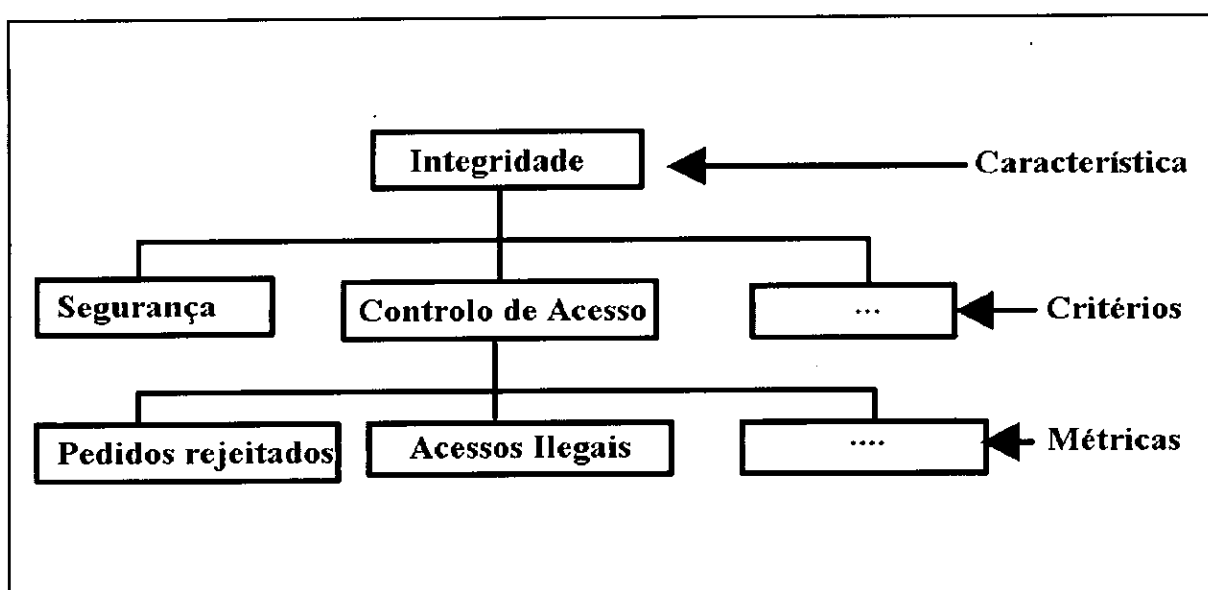 Integridade
Característica
Segurança
Controlo de Acesso
...
Critérios
Pedidos rejeitados
Acessos Ilegais
....
Métricas